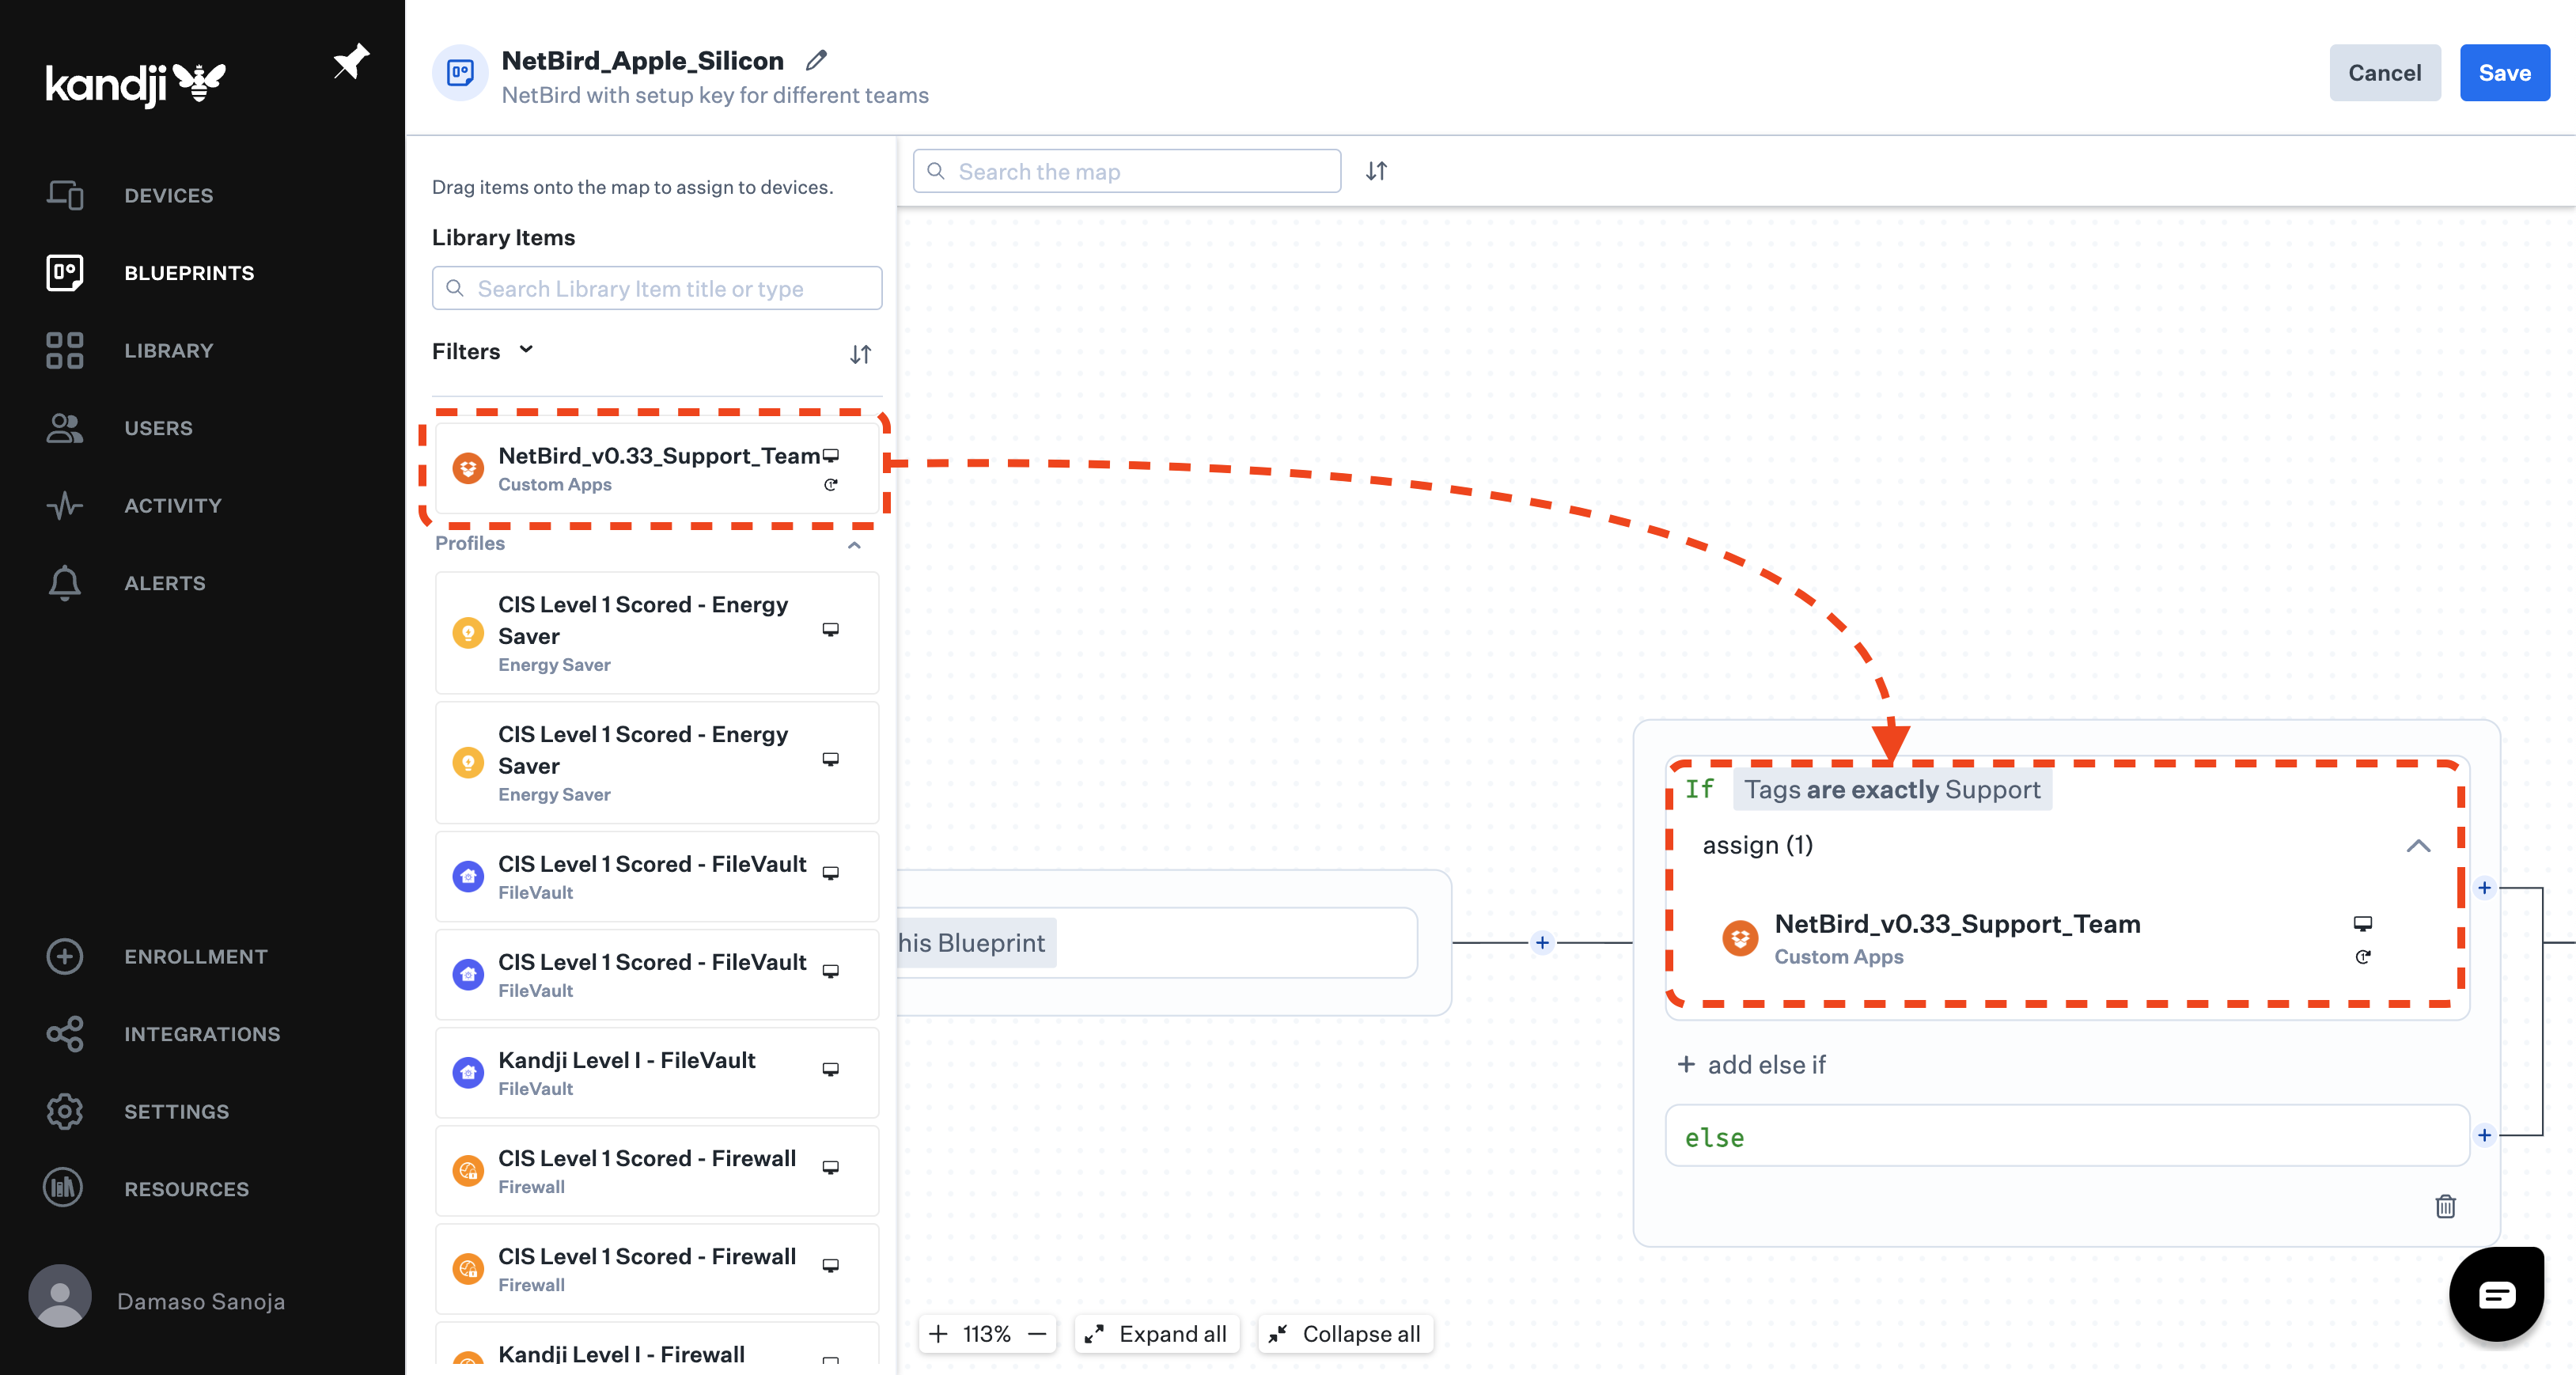 kandji
DEVICES
BLUEPRINTS
LIBRARY
USERS
ACTIVITY
ALERTS
ENROLLMENT
INTEGRATIONS
SETTINGS
RESOURCES
Damaso Sanoja
NetBird_Apple_Silicon
NetBird with setup key for different teams
Cancel
Save
Drag items onto the map to assign to devices.
Library Items
Search Library Item title or type
Filters
NetBird_v0.33_Support_Team
Custom Apps
Profiles
CIS Level 1 Scored - Energy
Saver
Energy Saver
CIS Level 1 Scored - Energy
Saver
Energy Saver
CIS Level 1 Scored - FileVault
FileVault
CIS Level 1 Scored - FileVault
FileVault
Kandji Level I - FileVault
FileVault
CIS Level 1 Scored - Firewall
Firewall
CIS Level 1 Scored - Firewall
Firewall
Kandji Level I - Firewall
Search the map
his Blueprint
If Tags are exactly Support
assign (1)
NetBird_v0.33_Support_Team
Custom Apps
+ add else if
else
+ 113% −
Expand all
Collapse all